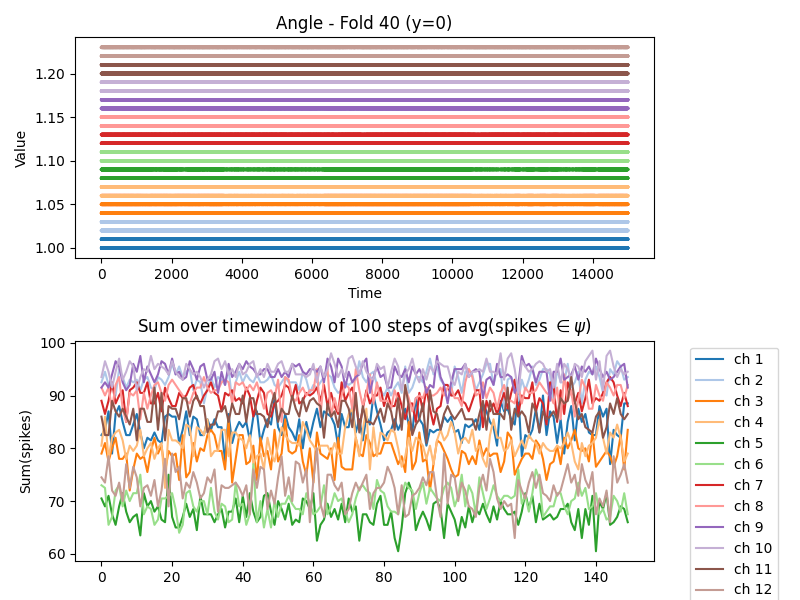 Angle - Fold 40 (y=0)
Value
1.20
1.15
1.10
1.05
1.00
0 2000 4000 6000 8000 10000 12000 14000
Time
Sum over timewindow of 100 steps of avg(spikes ∈ψ)
Sum(spikes)
100
90
80
70
60
0 20 40 60 80 100 120 140
ch 1
ch 2
ch 3
ch 4
ch 5
ch 6
ch 7
ch 8
ch 9
ch 10
ch 11
ch 12